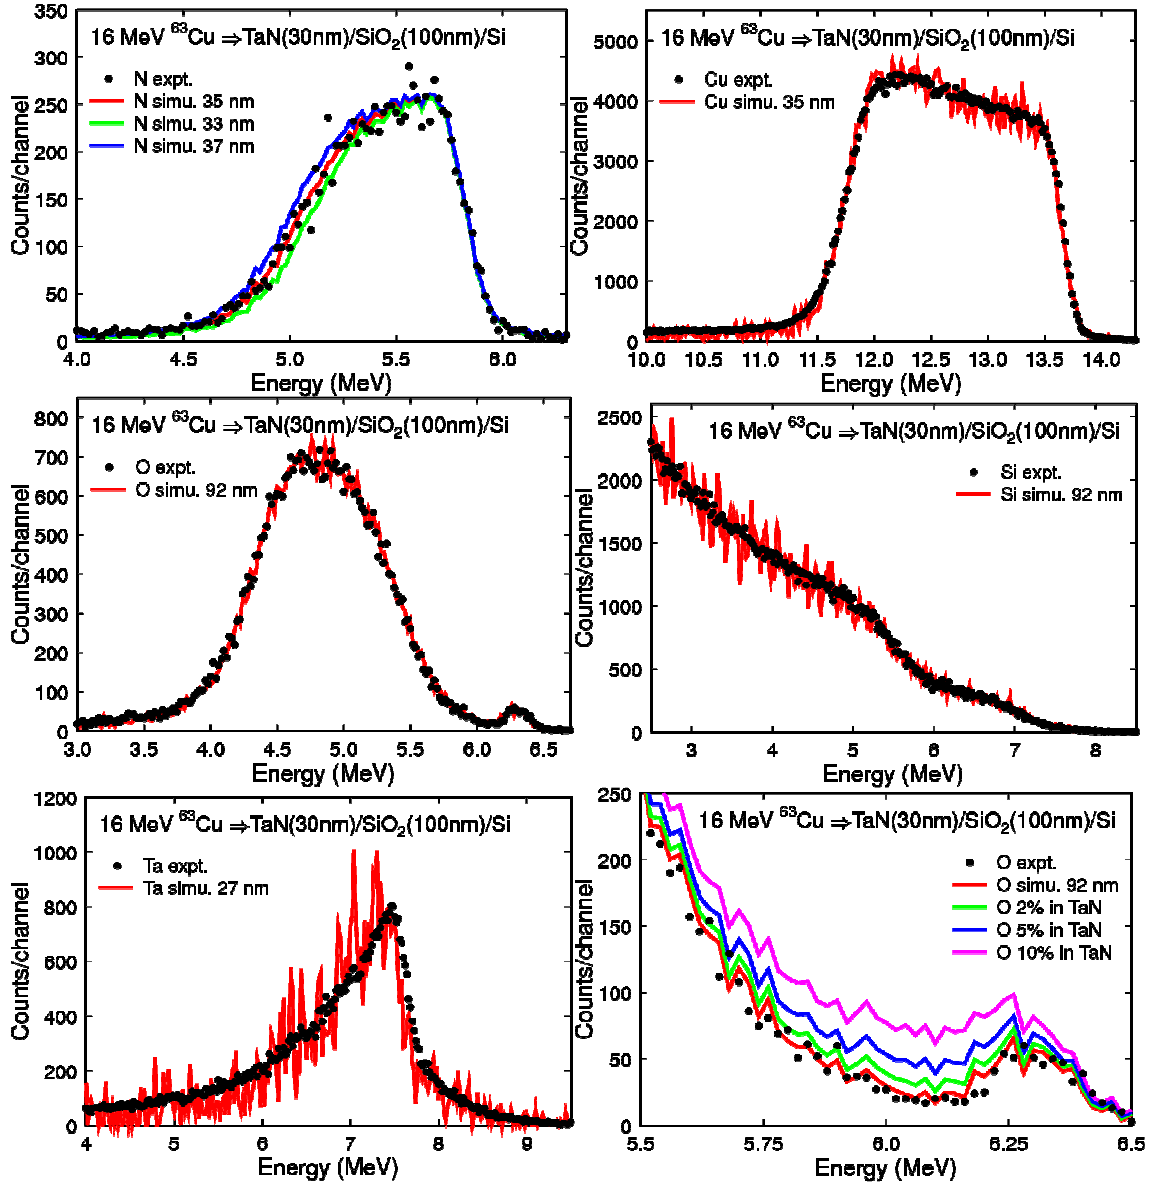 16 MeV ⁶³Cu ⇒TaN(30nm)/SiO₂(100nm)/Si
N expt.
N simu. 35 nm
N simu. 33 nm
N simu. 37 nm
Counts/channel
350
300
250
200
150
100
50
0
4.0 4.5 5.0 5.5 6.0
Energy (MeV)
16 MeV ⁶³Cu ⇒TaN(30nm)/SiO₂(100nm)/Si
Cu expt.
Cu simu. 35 nm
Counts/channel
5000
4000
3000
2000
1000
0
10.0 10.5 11.0 11.5 12.0 12.5 13.0 13.5 14.0
Energy (MeV)
16 MeV ⁶³Cu ⇒TaN(30nm)/SiO₂(100nm)/Si
O expt.
O simu. 92 nm
Counts/channel
800
700
600
500
400
300
200
100
0
3.0 3.5 4.0 4.5 5.0 5.5 6.0 6.5
Energy (MeV)
16 MeV ⁶³Cu ⇒TaN(30nm)/SiO₂(100nm)/Si
Si expt.
Si simu. 92 nm
Counts/channel
2500
2000
1500
1000
500
0
3 4 5 6 7 8
Energy (MeV)
16 MeV ⁶³Cu ⇒TaN(30nm)/SiO₂(100nm)/Si
Ta expt.
Ta simu. 27 nm
Counts/channel
1200
1000
800
600
400
200
0
4 5 6 7 8 9
Energy (MeV)
16 MeV ⁶³Cu ⇒TaN(30nm)/SiO₂(100nm)/Si
O expt.
O simu. 92 nm
O 2% in TaN
O 5% in TaN
O 10% in TaN
Counts/channel
250
200
150
100
50
0
5.5 5.75 6.0 6.25 6.5
Energy (MeV)